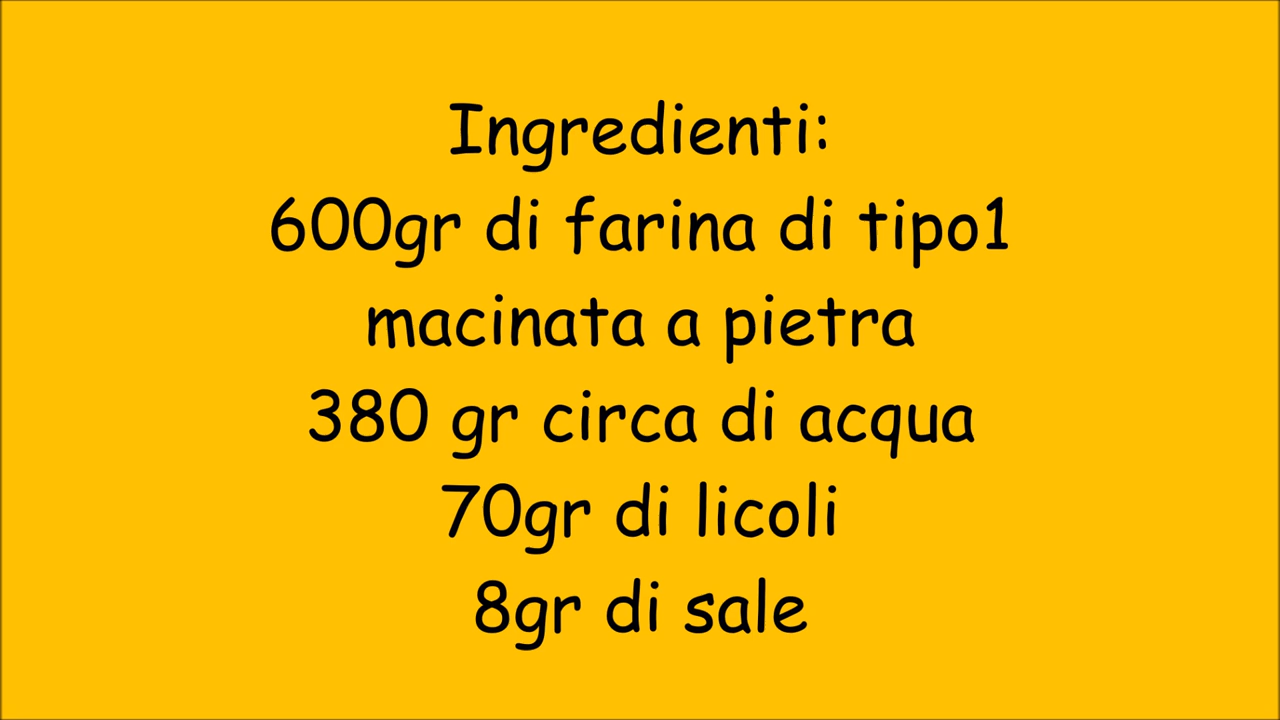 Ingredienti:
600gr di farina di tipo1
macinata a pietra
380 gr circa di acqua
70gr di licoli
8gr di sale